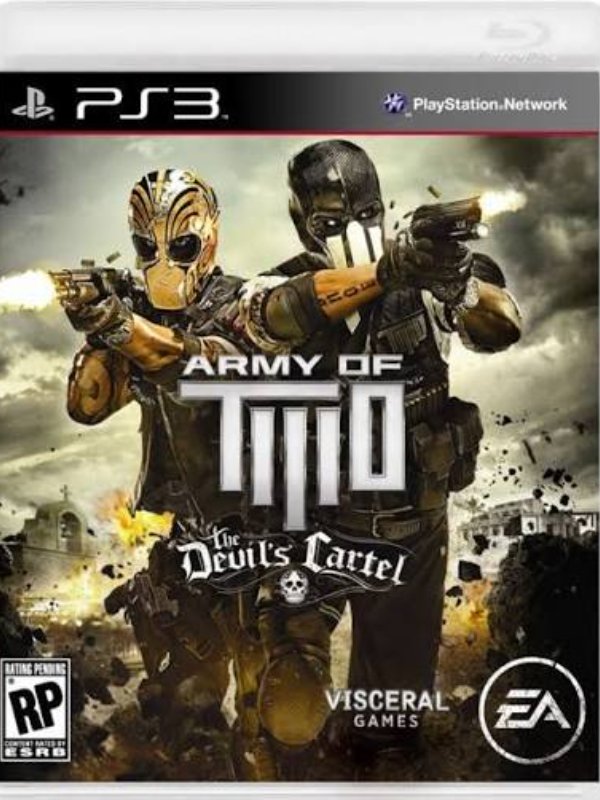 PS3
PlayStation®Network
ARMY OF
TWO
The
Devil's Cartel
RATING PENDING
RP
CONTENT RATED BY
ESRB
VISCERAL
GAMES
EA